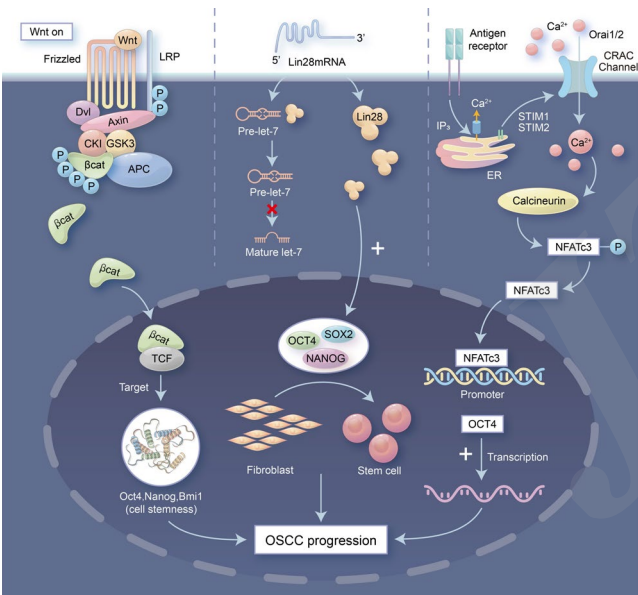 Wnt on
Wnt
Frizzled
LRP
P
P
Dvl
Axin
CKI
GSK3
P
P
P
P
P
βcat
APC
βcat
βcat
βcat
TCF
Target
Oct4,Nanog,Bmi1
(cell stemness)
5'
3'
Lin28mRNA
Pre-let-7
Lin28
Pre-let-7
Mature let-7
+
OCT4
SOX2
NANOG
Fibroblast
Stem cell
OSCC progression
Antigen
receptor
Ca²⁺
Orai1/2
CRAC
Channel
Ca²⁺
IP₃
STIM1
STIM2
ER
Ca²⁺
Calcineurin
NFATc3
P
NFATc3
NFATc3
Promoter
OCT4
+
Transcription